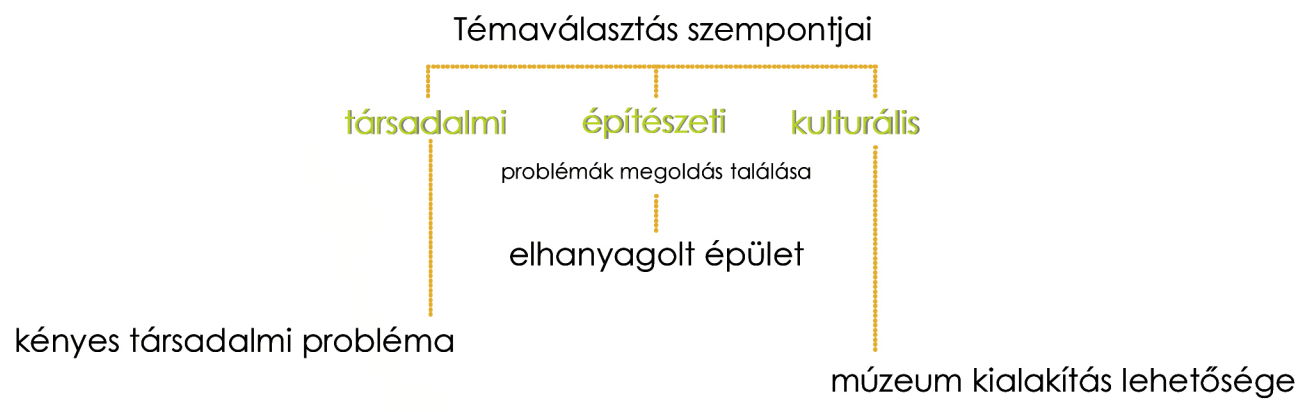 Témaválasztás szempontjai
társadalmi építészeti kulturális
problémák megoldás találása
elhanyagolt épület
kényes társadalmi probléma
múzeum kialakítás lehetősége